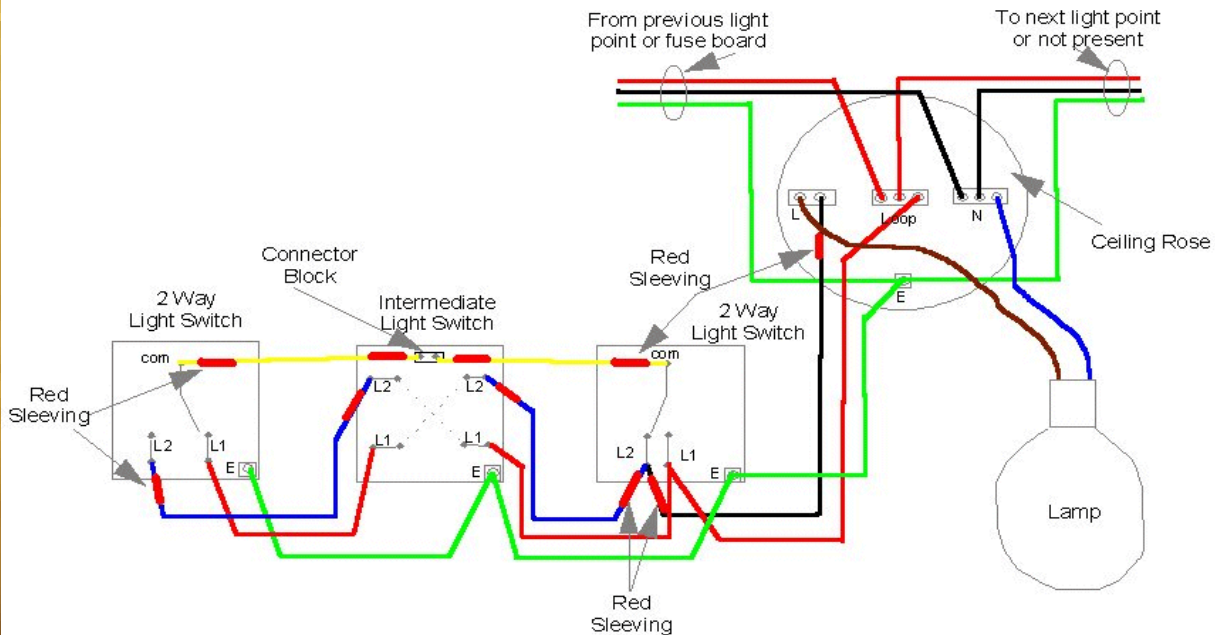 From previous light
point or fuse board
To next light point
or not present
L
Loop
N
Ceiling Rose
E
Connector
Block
Red
Sleeving
2 Way
Light Switch
Intermediate
Light Switch
2 Way
Light Switch
com
com
Red
Sleeving
L2
L2
L2
L1
L1
L1
L2
L1
E
E
E
Lamp
Red
Sleeving